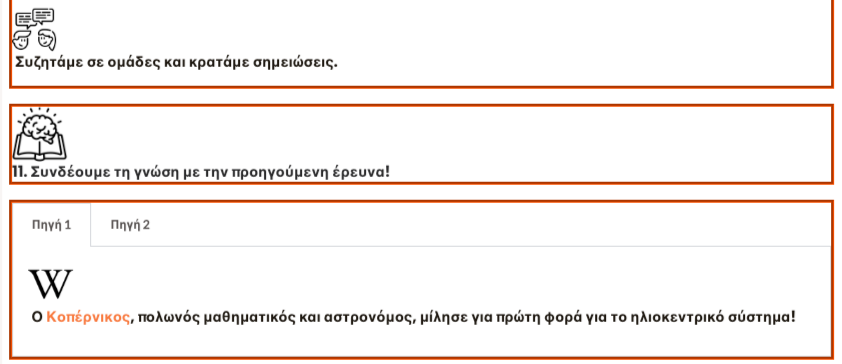 Συζητάμε σε ομάδες και κρατάμε σημειώσεις.
11. Συνδέουμε τη γνώση με την προηγούμενη έρευνα!
Πηγή 1 Πηγή 2
W
Ο Κοπέρνικος, πολωνός μαθηματικός και αστρονόμος, μίλησε για πρώτη φορά για το ηλιοκεντρικό σύστημα!